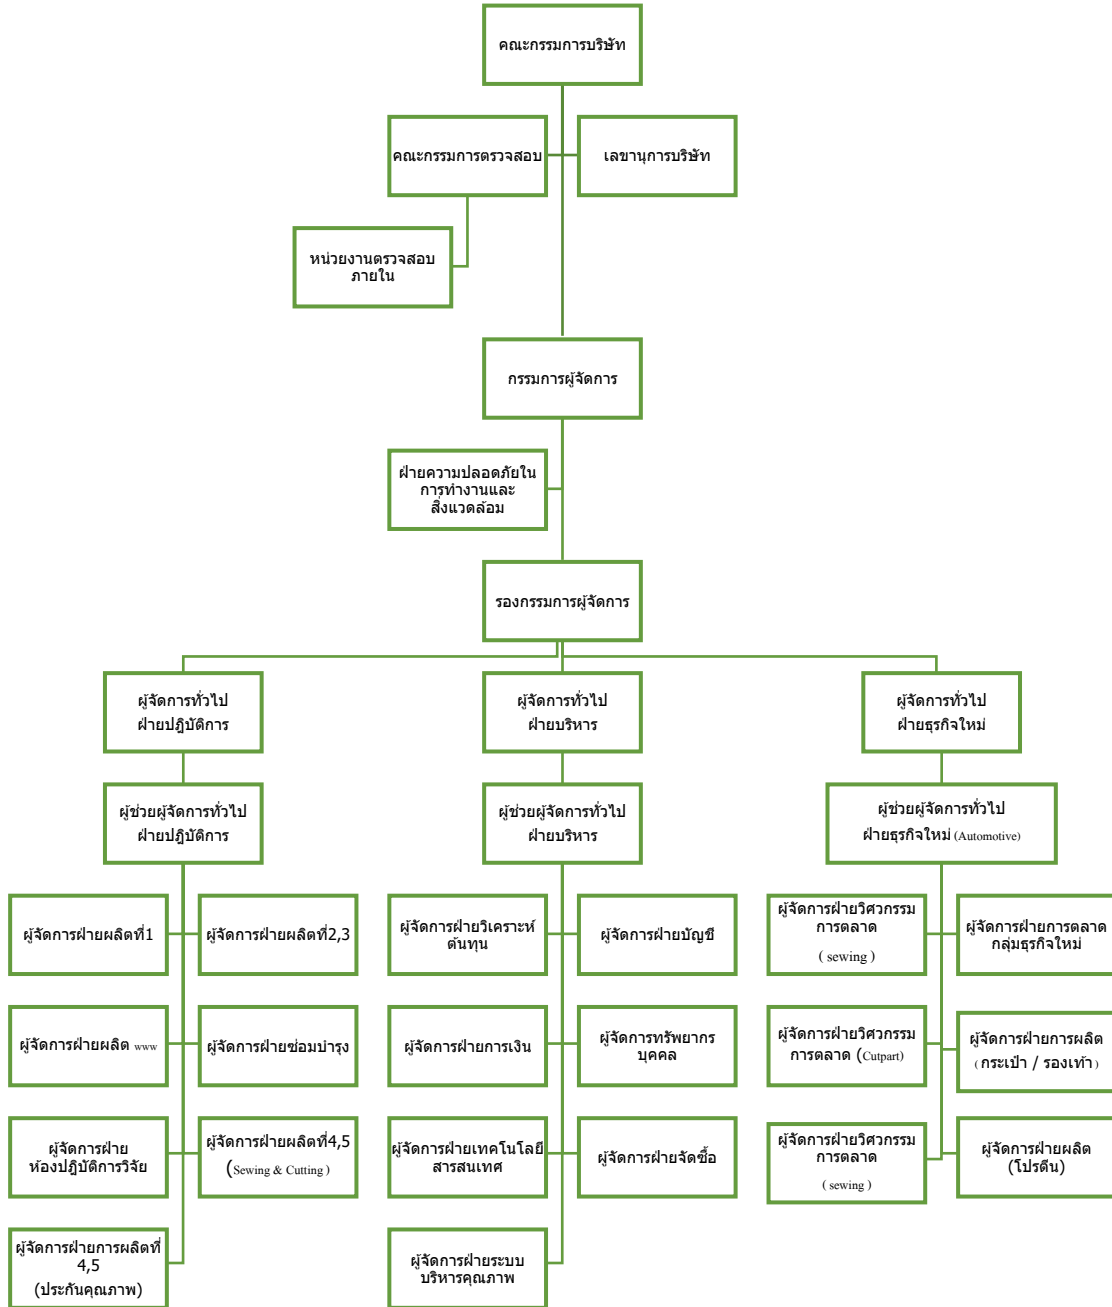 คณะกรรมการบริษัท
คณะกรรมการตรวจสอบ
เลขานุการบริษัท
หน่วยงานตรวจสอบ
ภายใน
กรรมการผู้จัดการ
ฝ่ายความปลอดภัยใน
การทำงานและ
สิ่งแวดล้อม
รองกรรมการผู้จัดการ
ผู้จัดการทั่วไป
ฝ่ายปฎิบัติการ
ผู้จัดการทั่วไป
ฝ่ายบริหาร
ผู้จัดการทั่วไป
ฝ่ายธุรกิจใหม่
ผู้ช่วยผู้จัดการทั่วไป
ฝ่ายปฎิบัติการ
ผู้ช่วยผู้จัดการทั่วไป
ฝ่ายบริหาร
ผู้ช่วยผู้จัดการทั่วไป
ฝ่ายธุรกิจใหม่ (Automotive)
ผู้จัดการฝ่ายผลิตที่1
ผู้จัดการฝ่ายผลิตที่2,3
ผู้จัดการฝ่ายวิเคราะห์
ต้นทุน
ผู้จัดการฝ่ายบัญชี
ผู้จัดการฝ่ายวิศวกรรม
การตลาด
( sewing )
ผู้จัดการฝ่ายการตลาด
กลุ่มธุรกิจใหม่
ผู้จัดการฝ่ายผลิต www
ผู้จัดการฝ่ายซ่อมบำรุง
ผู้จัดการฝ่ายการเงิน
ผู้จัดการทรัพยากร
บุคคล
ผู้จัดการฝ่ายวิศวกรรม
การตลาด (Cutpart)
ผู้จัดการฝ่ายการผลิต
( กระเป๋า / รองเท้า )
ผู้จัดการฝ่าย
ห้องปฎิบัติการวิจัย
ผู้จัดการฝ่ายผลิตที่4,5
(Sewing & Cutting )
ผู้จัดการฝ่ายเทคโนโลยี
สารสนเทศ
ผู้จัดการฝ่ายจัดซื้อ
ผู้จัดการฝ่ายวิศวกรรม
การตลาด
( sewing )
ผู้จัดการฝ่ายผลิต
(โปรตีน)
ผู้จัดการฝ่ายการผลิตที่
4,5
(ประกันคุณภาพ)
ผู้จัดการฝ่ายระบบ
บริหารคุณภาพ